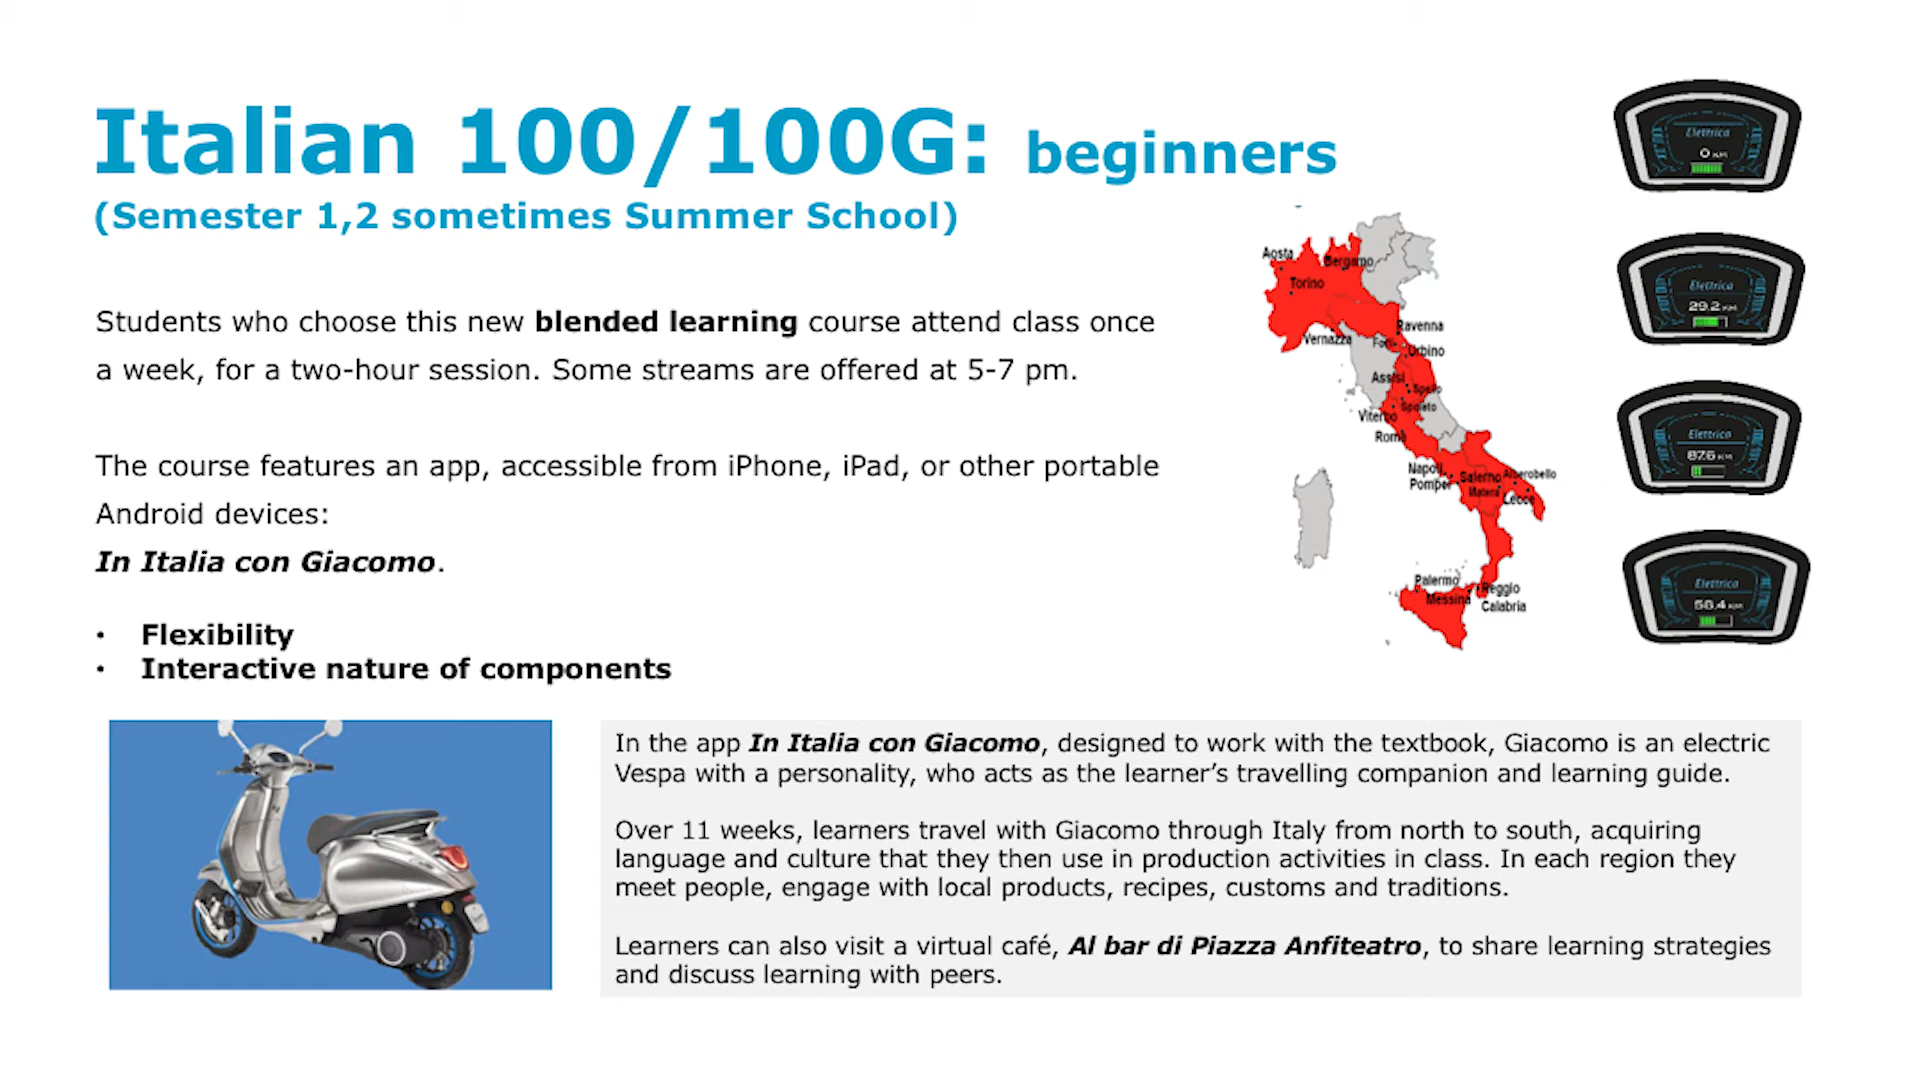 Italian 100/100G: beginners
(Semester 1,2 sometimes Summer School)
Students who choose this new blended learning course attend class once
a week, for a two-hour session. Some streams are offered at 5-7 pm.
The course features an app, accessible from iPhone, iPad, or other portable
Android devices:
In Italia con Giacomo.
• Flexibility
• Interactive nature of components
Aosta
Bergamo
Torino
Ravenna
Vernazza
Forlì
Urbino
Assisi
Spello
Spoleto
Viterbo
Roma
Napoli
Pompei
Salerno
Alberobello
Matera
Lecce
Palermo
Messina
Reggio
Calabria
Elettrica
0 KM
Elettrica
29.2 KM
Elettrica
87.6 KM
Elettrica
58.4 KM
In the app In Italia con Giacomo, designed to work with the textbook, Giacomo is an electric
Vespa with a personality, who acts as the learner’s travelling companion and learning guide.
Over 11 weeks, learners travel with Giacomo through Italy from north to south, acquiring
language and culture that they then use in production activities in class. In each region they
meet people, engage with local products, recipes, customs and traditions.
Learners can also visit a virtual café, Al bar di Piazza Anfiteatro, to share learning strategies
and discuss learning with peers.